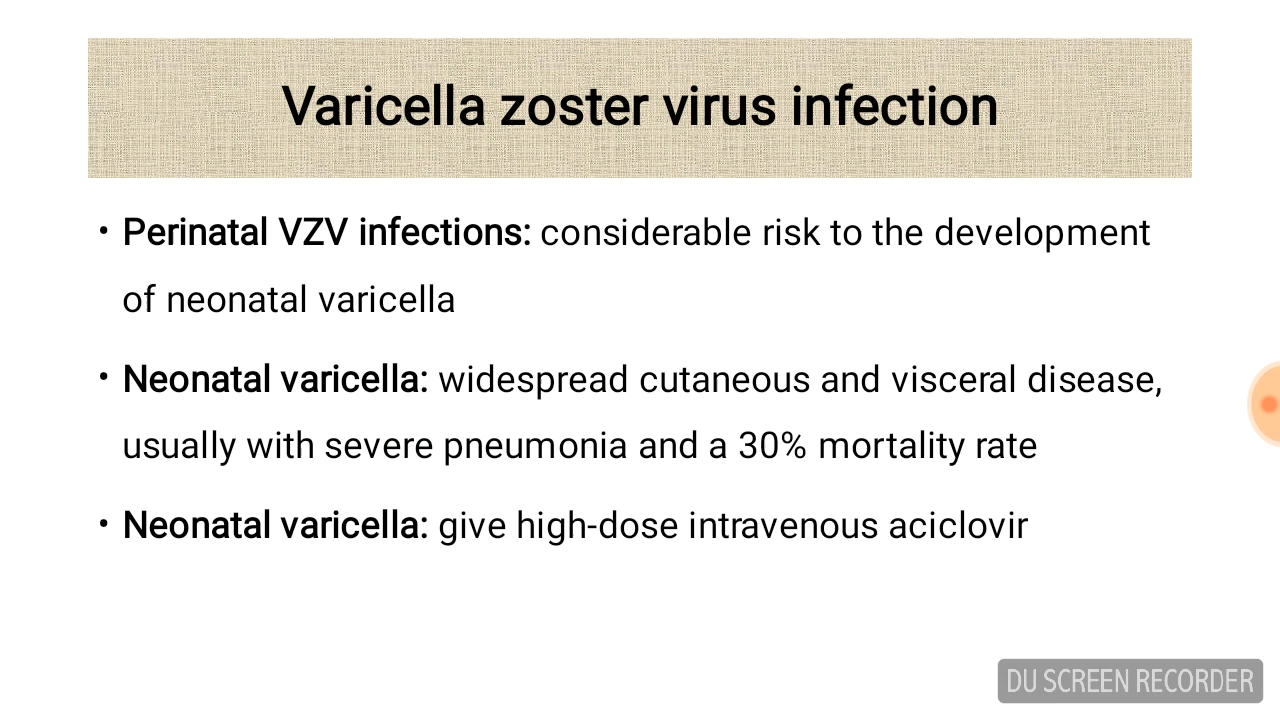 Varicella zoster virus infection
• Perinatal VZV infections: considerable risk to the development
of neonatal varicella
• Neonatal varicella: widespread cutaneous and visceral disease,
usually with severe pneumonia and a 30% mortality rate
• Neonatal varicella: give high-dose intravenous aciclovir
DU SCREEN RECORDER